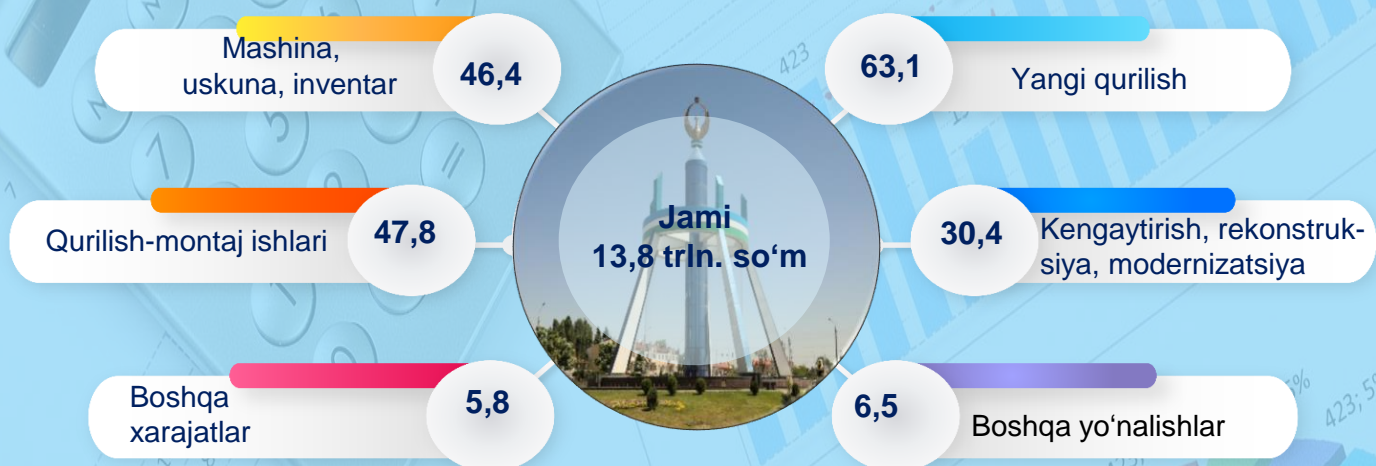 Mashina,
uskuna, inventar
46,4
Qurilish-montaj ishlari
47,8
Boshqa
xarajatlar
5,8
Jami
13,8 trln. so‘m
63,1
Yangi qurilish
30,4
Kengaytirish, rekonstruk-
siya, modernizatsiya
6,5
Boshqa yo‘nalishlar
423